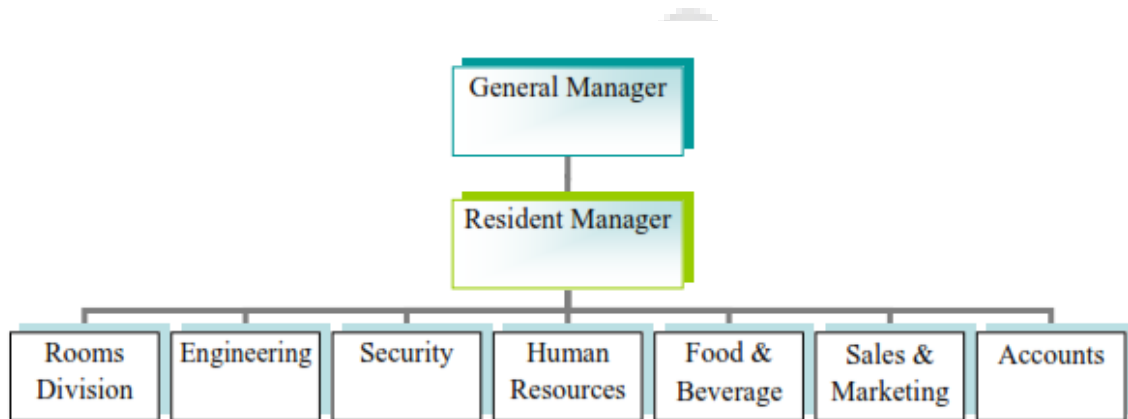 General Manager
Resident Manager
Rooms
Division
Engineering
Security
Human
Resources
Food &
Beverage
Sales &
Marketing
Accounts